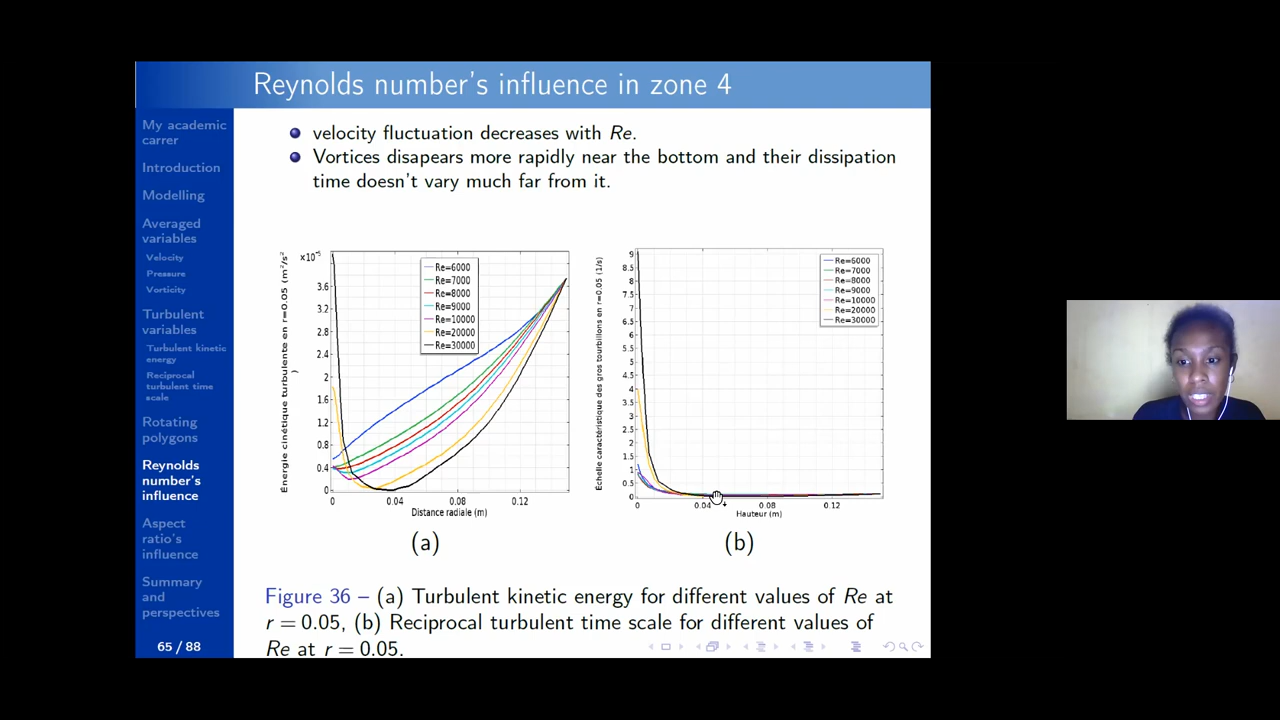 Reynolds number's influence in zone 4
velocity fluctuation decreases with Re.
Vortices disapears more rapidly near the bottom and their dissipation
time doesn't vary much far from it.
My academic
carrer
Introduction
Modelling
Averaged
variables
Velocity
Pressure
Vorticity
Turbulent
variables
Turbulent kinetic
energy
Reciprocal
turbulent time
scale
Rotating
polygons
Reynolds
number's
influence
Aspect
ratio's
influence
Summary
and
perspectives
65 / 88
Énergie cinétique turbulente en r=0.05 (m²/s²
)
×10⁻⁵
3.6
3.2
2.8
2.4
2
1.6
1.2
0.8
0.4
0
0 0.04 0.08 0.12
Distance radiale (m)
Re=6000
Re=7000
Re=8000
Re=9000
Re=10000
Re=20000
Re=30000
(a)
Echelle caractéristique des gros tourbillons en r=0.05 (1/s)
9
8.5
8
7.5
7
6.5
6
5.5
5
4.5
4
3.5
3
2.5
2
1.5
1
0.5
0
0 0.04 0.08 0.12
Hauteur (m)
Re=6000
Re=7000
Re=8000
Re=9000
Re=10000
Re=20000
Re=30000
(b)
Figure 36 – (a) Turbulent kinetic energy for different values of Re at
r = 0.05, (b) Reciprocal turbulent time scale for different values of
Re at r = 0.05.